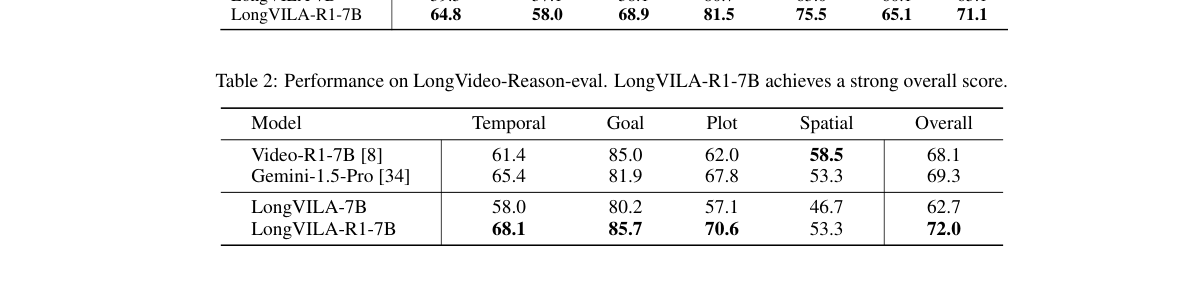 LongVILA-R1-7B 64.8 58.0 68.9 81.5 75.5 65.1 71.1
Table 2: Performance on LongVideo-Reason-eval. LongVILA-R1-7B achieves a strong overall score.
Model Temporal Goal Plot Spatial Overall
Video-R1-7B [8] 61.4 85.0 62.0 58.5 68.1
Gemini-1.5-Pro [34] 65.4 81.9 67.8 53.3 69.3
LongVILA-7B 58.0 80.2 57.1 46.7 62.7
LongVILA-R1-7B 68.1 85.7 70.6 53.3 72.0